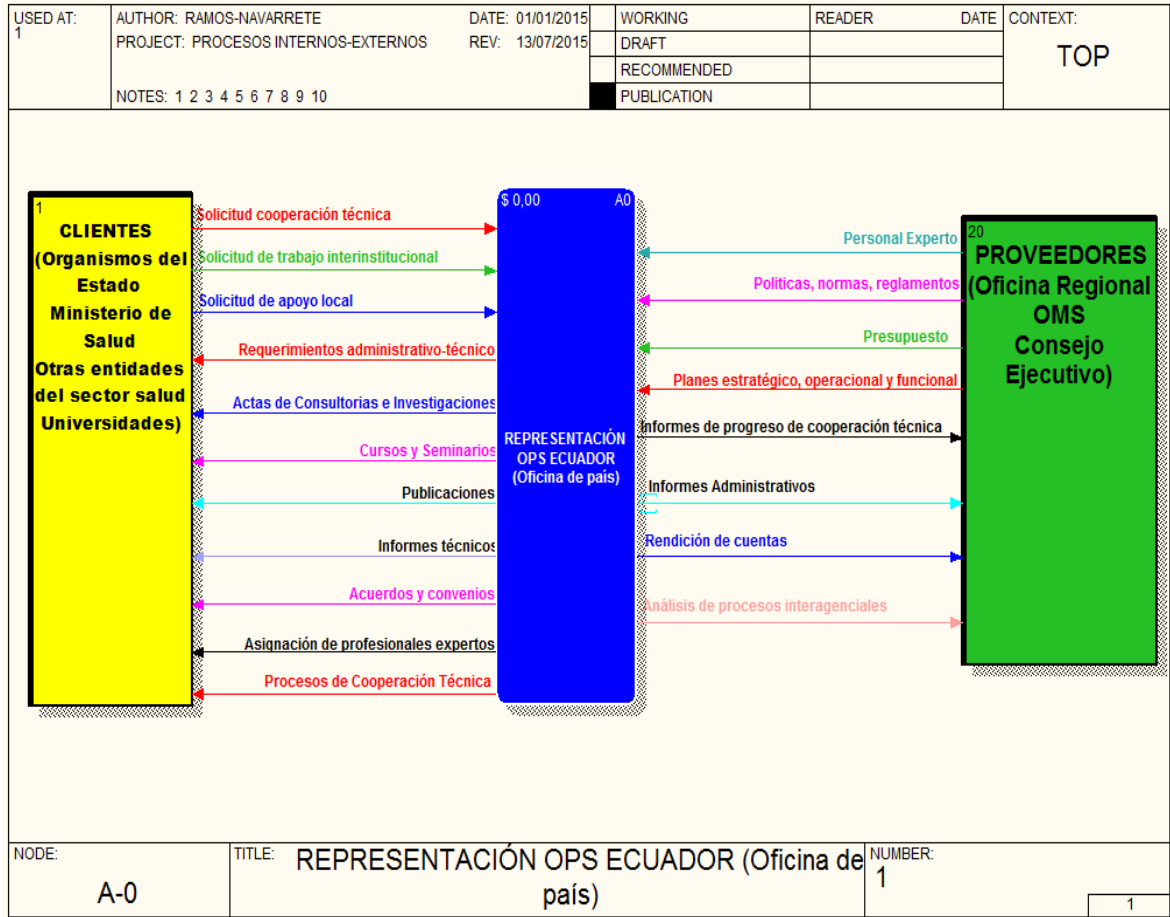 USED AT:
1
AUTHOR: RAMOS-NAVARRETE
DATE: 01/01/2015
PROJECT: PROCESOS INTERNOS-EXTERNOS
REV: 13/07/2015
NOTES: 1 2 3 4 5 6 7 8 9 10
WORKING
DRAFT
RECOMMENDED
PUBLICATION
READER
DATE
CONTEXT:
TOP
1
CLIENTES
(Organismos del
Estado
Ministerio de
Salud
Otras entidades
del sector salud
Universidades)
Solicitud cooperación técnica
Solicitud de trabajo interinstitucional
Solicitud de apoyo local
Requerimientos administrativo-técnico
Actas de Consultorias e Investigaciones
Cursos y Seminarios
Publicaciones
Informes técnicos
Acuerdos y convenios
Asignación de profesionales expertos
Procesos de Cooperación Técnica
$ 0,00
A0
REPRESENTACIÓN
OPS ECUADOR
(Oficina de país)
Personal Experto
Politicas, normas, reglamentos
Presupuesto
Planes estratégico, operacional y funcional
Informes de progreso de cooperación técnica
Informes Administrativos
Rendición de cuentas
Análisis de procesos interagenciales
20
PROVEEDORES
(Oficina Regional
OMS
Consejo
Ejecutivo)
NODE:
A-0
TITLE:
REPRESENTACIÓN OPS ECUADOR (Oficina de
país)
NUMBER:
1
1